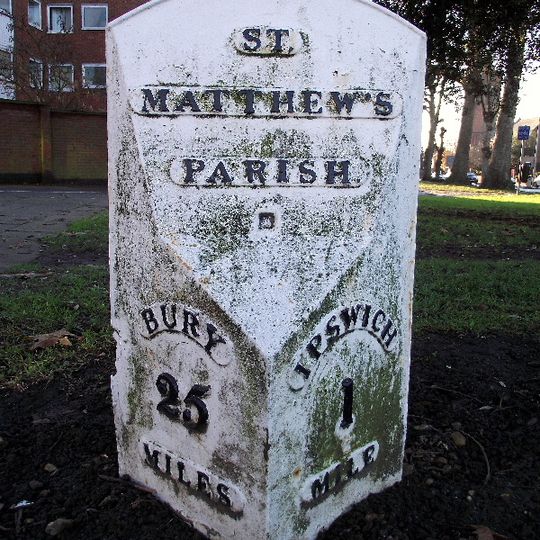 ST.
MATTHEW'S
PARISH
BURY
25
MILES
IPSWICH
1
MILE